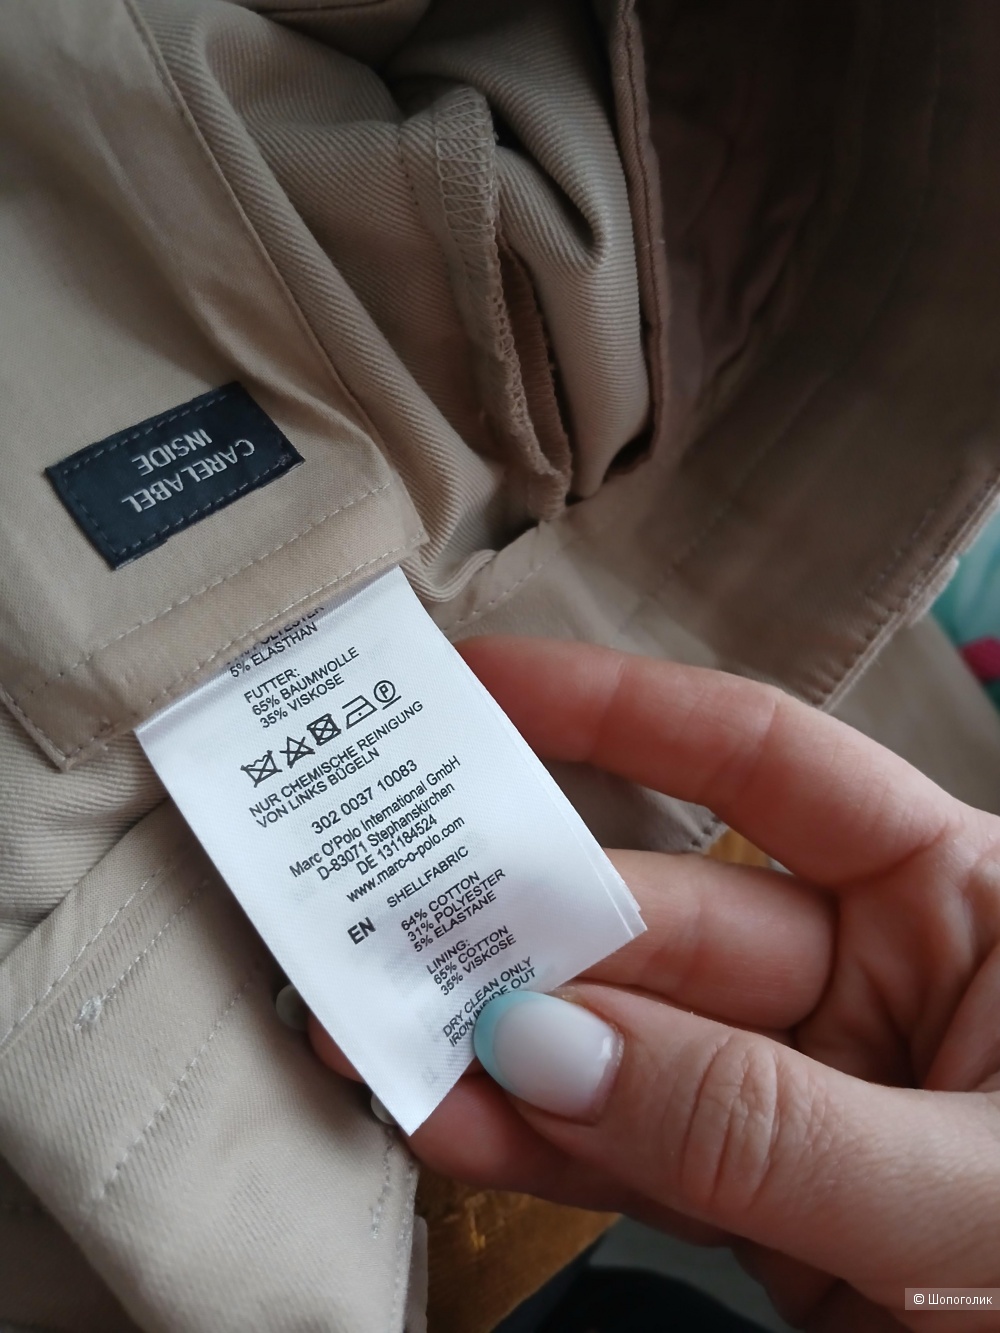 CARELABEL
INSIDE
5% ELASTHAN
FUTTER:
65% BAUMWOLLE
35% VISKOSE
P
NUR CHEMISCHE REINIGUNG
VON LINKS BÜGELN
302 0037 10083
Marc O'Polo International GmbH
D-83071 Stephanskirchen
DE 131184524
www.marc-o-polo.com
EN SHELLFABRIC
64% COTTON
31% POLYESTER
5% ELASTANE
LINING:
65% COTTON
35% VISKOSE
DRY CLEAN ONLY
IRON INSIDE OUT
© Шопоголик